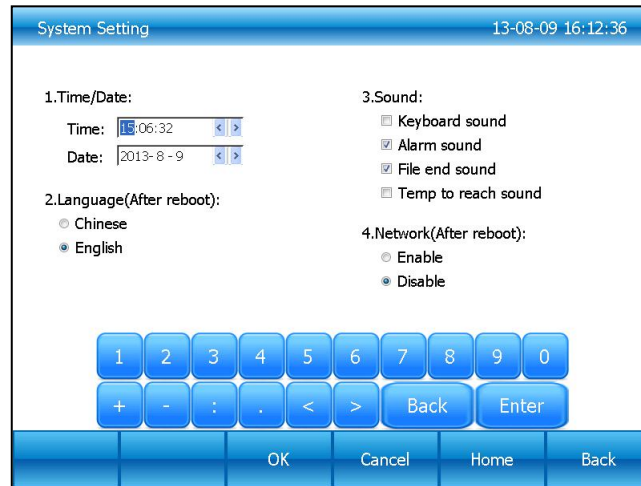 System Setting 13-08-09 16:12:36
1.Time/Date:
Time: 15:06:32
Date: 2013- 8 - 9
2.Language(After reboot):
Chinese
English
3.Sound:
Keyboard sound
Alarm sound
File end sound
Temp to reach sound
4.Network(After reboot):
Enable
Disable
1 2 3 4 5 6 7 8 9 0
+ - : . < > Back Enter
OK Cancel Home Back